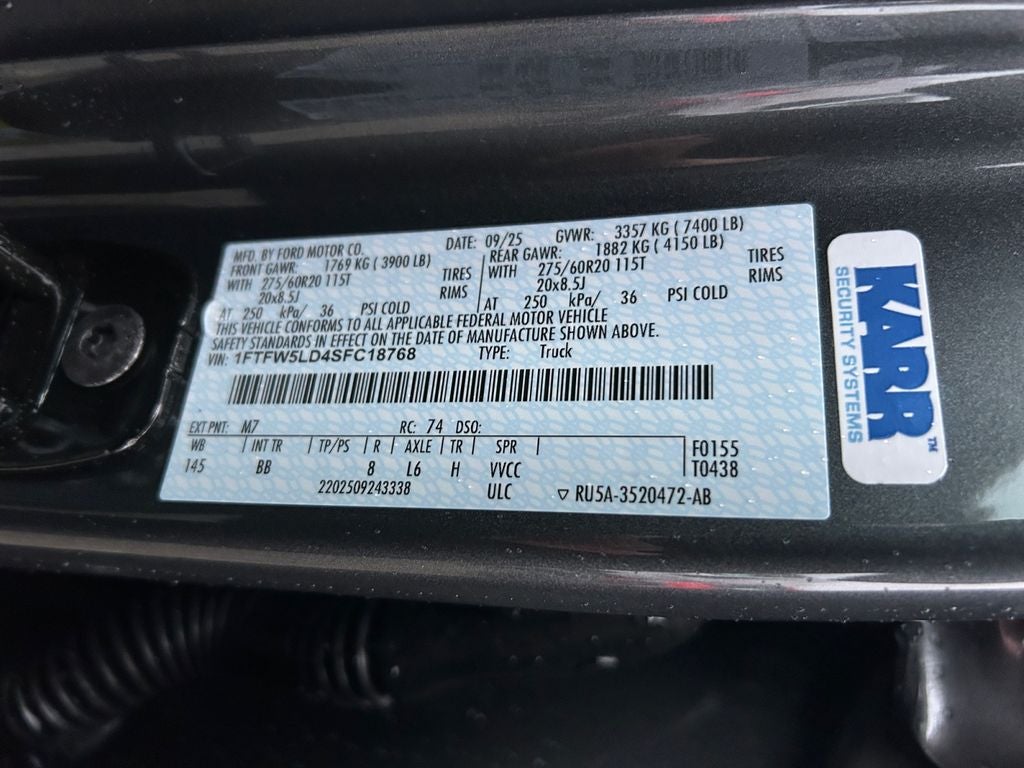 MFD. BY FORD MOTOR CO.
DATE: 09/25 GVWR: 3357 KG ( 7400 LB)
FRONT GAWR: 1769 KG ( 3900 LB)
WITH 275/60R20 115T TIRES
20x8.5J RIMS
AT 250 kPa/ 36 PSI COLD
REAR GAWR: 1882 KG ( 4150 LB)
WITH 275/60R20 115T TIRES
20x8.5J RIMS
AT 250 kPa/ 36 PSI COLD
THIS VEHICLE CONFORMS TO ALL APPLICABLE FEDERAL MOTOR VEHICLE
SAFETY STANDARDS IN EFFECT ON THE DATE OF MANUFACTURE SHOWN ABOVE.
VIN: 1FTFW5LD4SFC18768 TYPE: Truck
EXT PNT: M7 RC: 74 DSO:
WB INT TR TP/PS R AXLE TR SPR F0155
145 BB 8 L6 H VVCC T0438
2202509243338 ULC ▽ RU5A-3520472-AB
KARR™
SECURITY SYSTEMS